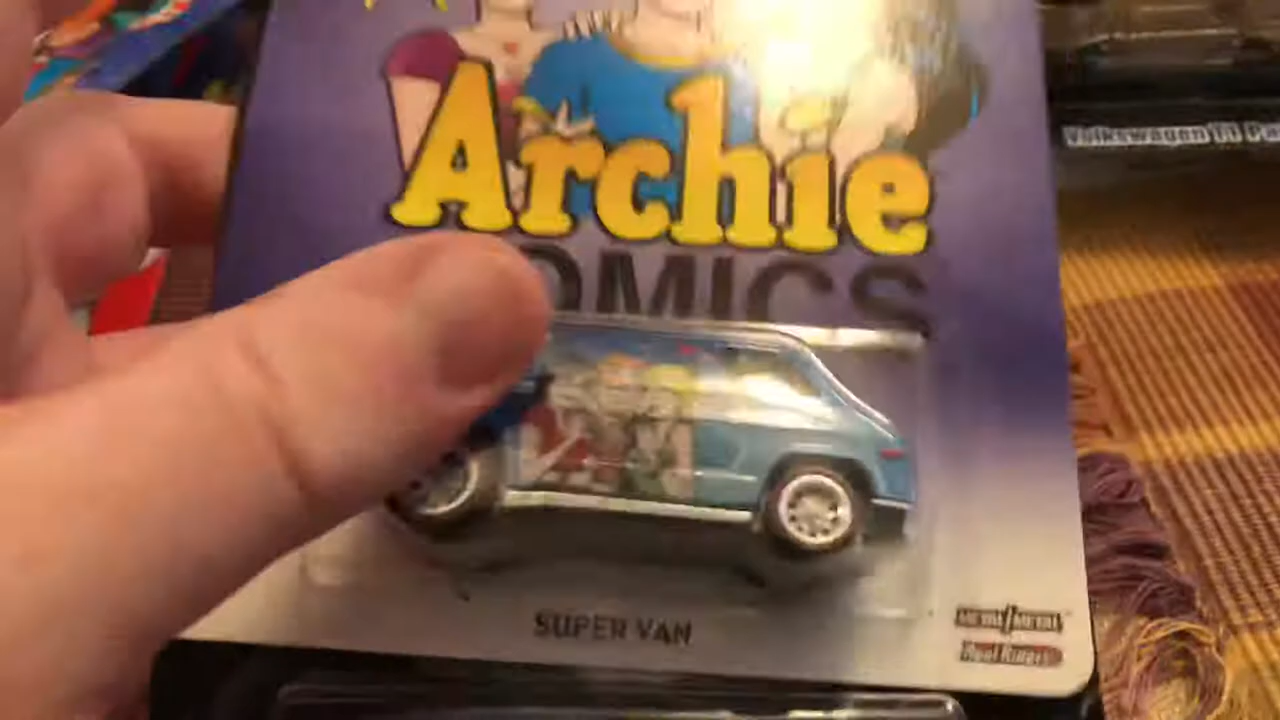 Archie
OMICS
Volkswagen T1 Pa
SUPER VAN
METAL/METAL
Real Riders